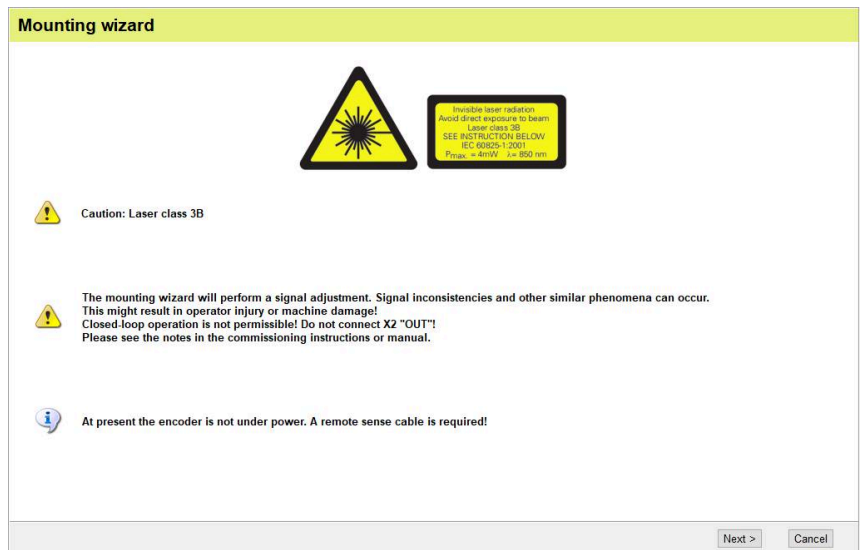 Mounting wizard
Invisible laser radiation
Avoid direct exposure to beam
Laser class 3B
SEE INSTRUCTION BELOW
IEC 60825-1:2001
Pmax. = 4mW λ= 850 nm
Caution: Laser class 3B
The mounting wizard will perform a signal adjustment. Signal inconsistencies and other similar phenomena can occur.
This might result in operator injury or machine damage!
Closed-loop operation is not permissible! Do not connect X2 "OUT"!
Please see the notes in the commissioning instructions or manual.
At present the encoder is not under power. A remote sense cable is required!
Next >
Cancel